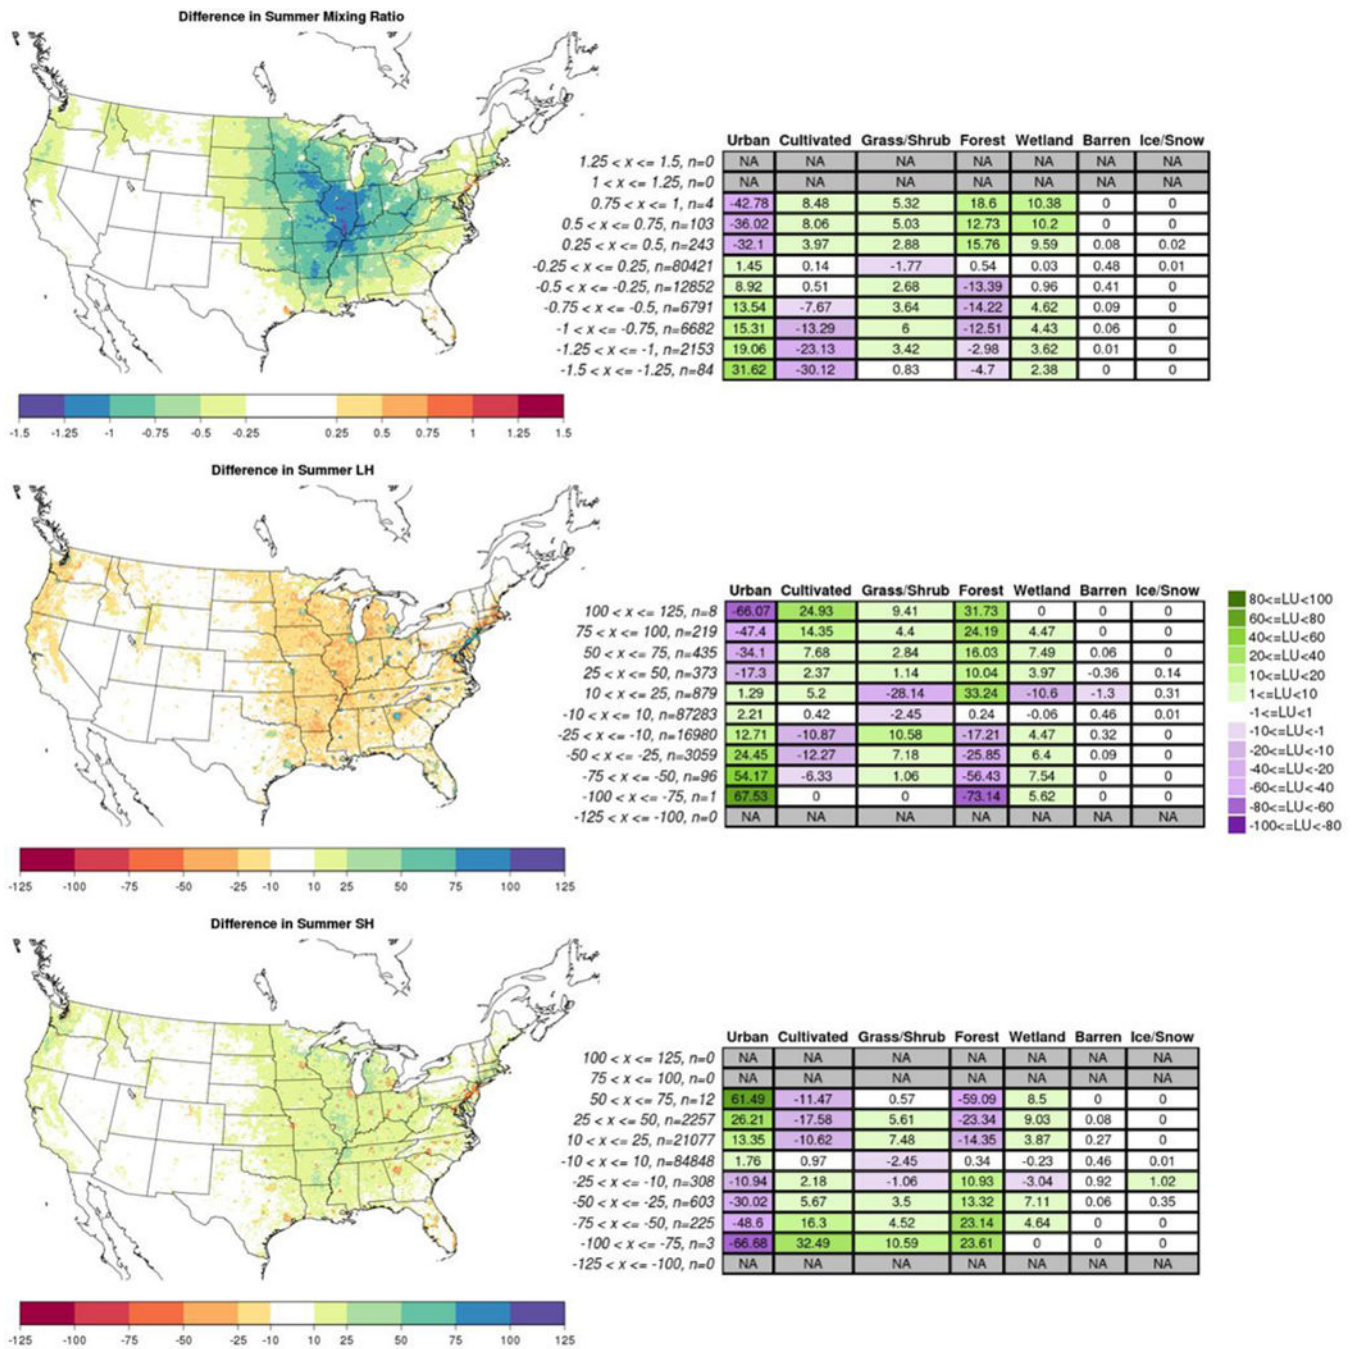 Difference in Summer Mixing Ratio
Urban Cultivated Grass/Shrub Forest Wetland Barren Ice/Snow
1.25 < x <= 1.5, n=0 NA NA NA NA NA NA NA
1 < x <= 1.25, n=0 NA NA NA NA NA NA NA
0.75 < x <= 1, n=4 -42.78 8.48 5.32 18.6 10.38 0 0
0.5 < x <= 0.75, n=103 -36.02 8.06 5.03 12.73 10.2 0 0
0.25 < x <= 0.5, n=243 -32.1 3.97 2.88 15.76 9.59 0.08 0.02
-0.25 < x <= 0.25, n=80421 1.45 0.14 -1.77 0.54 0.03 0.48 0.01
-0.5 < x <= -0.25, n=12852 8.92 0.51 2.68 -13.39 0.96 0.41 0
-0.75 < x <= -0.5, n=6791 13.54 -7.67 3.64 -14.22 4.62 0.09 0
-1 < x <= -0.75, n=6682 15.31 -13.29 6 -12.51 4.43 0.06 0
-1.25 < x <= -1, n=2153 19.06 -23.13 3.42 -2.98 3.62 0.01 0
-1.5 < x <= -1.25, n=84 31.62 -30.12 0.83 -4.7 2.38 0 0
-1.5 -1.25 -1 -0.75 -0.5 -0.25 0.25 0.5 0.75 1 1.25 1.5
Difference in Summer LH
Urban Cultivated Grass/Shrub Forest Wetland Barren Ice/Snow
100 < x <= 125, n=8 -66.07 24.93 9.41 31.73 0 0 0
75 < x <= 100, n=219 -47.4 14.35 4.4 24.19 4.47 0 0
50 < x <= 75, n=435 -34.1 7.68 2.84 16.03 7.49 0.06 0
25 < x <= 50, n=373 -17.3 2.37 1.14 10.04 3.97 -0.36 0.14
10 < x <= 25, n=879 1.29 5.2 -28.14 33.24 -10.6 -1.3 0.31
-10 < x <= 10, n=87283 2.21 0.42 -2.45 0.24 -0.06 0.46 0.01
-25 < x <= -10, n=16980 12.71 -10.87 10.58 -17.21 4.47 0.32 0
-50 < x <= -25, n=3059 24.45 -12.27 7.18 -25.85 6.4 0.09 0
-75 < x <= -50, n=96 54.17 -6.33 1.06 -56.43 7.54 0 0
-100 < x <= -75, n=1 67.53 0 0 -73.14 5.62 0 0
-125 < x <= -100, n=0 NA NA NA NA NA NA NA
80<=LU<100
60<=LU<80
40<=LU<60
20<=LU<40
10<=LU<20
1<=LU<10
-1<=LU<1
-10<=LU<-1
-20<=LU<-10
-40<=LU<-20
-60<=LU<-40
-80<=LU<-60
-100<=LU<-80
-125 -100 -75 -50 -25 -10 10 25 50 75 100 125
Difference in Summer SH
Urban Cultivated Grass/Shrub Forest Wetland Barren Ice/Snow
100 < x <= 125, n=0 NA NA NA NA NA NA NA
75 < x <= 100, n=0 NA NA NA NA NA NA NA
50 < x <= 75, n=12 61.49 -11.47 0.57 -59.09 8.5 0 0
25 < x <= 50, n=2257 26.21 -17.58 5.61 -23.34 9.03 0.08 0
10 < x <= 25, n=21077 13.35 -10.62 7.48 -14.35 3.87 0.27 0
-10 < x <= 10, n=84848 1.76 0.97 -2.45 0.34 -0.23 0.46 0.01
-25 < x <= -10, n=308 -10.94 2.18 -1.06 10.93 -3.04 0.92 1.02
-50 < x <= -25, n=603 -30.02 5.67 3.5 13.32 7.11 0.06 0.35
-75 < x <= -50, n=225 -48.6 16.3 4.52 23.14 4.64 0 0
-100 < x <= -75, n=3 -66.68 32.49 10.59 23.61 0 0 0
-125 < x <= -100, n=0 NA NA NA NA NA NA NA
-125 -100 -75 -50 -25 -10 10 25 50 75 100 125